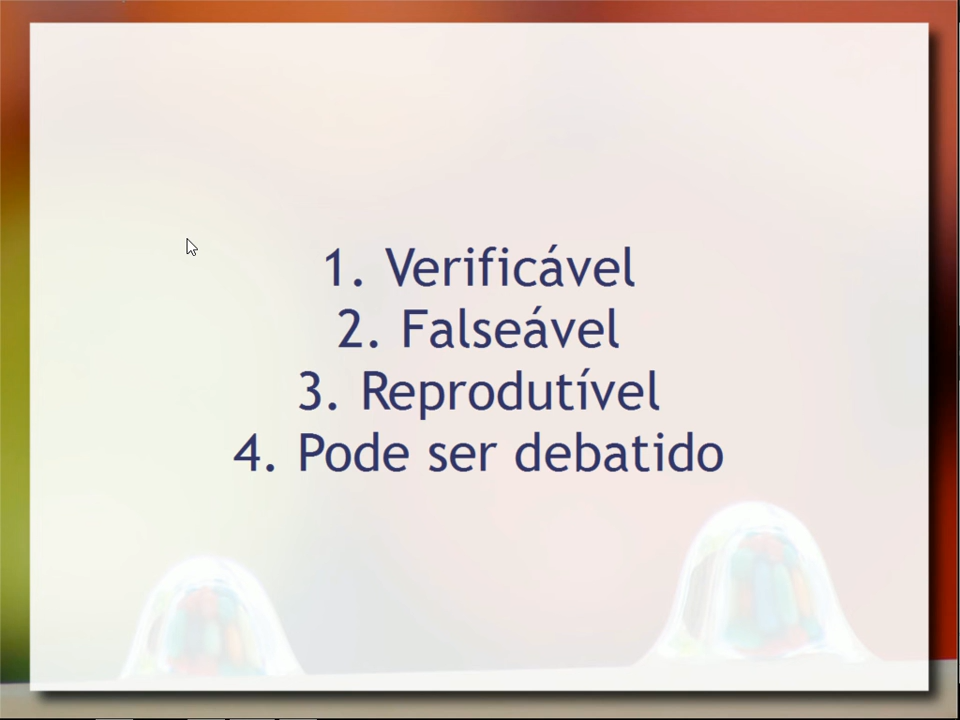 1. Verificável
2. Falseável
3. Reprodutível
4. Pode ser debatido